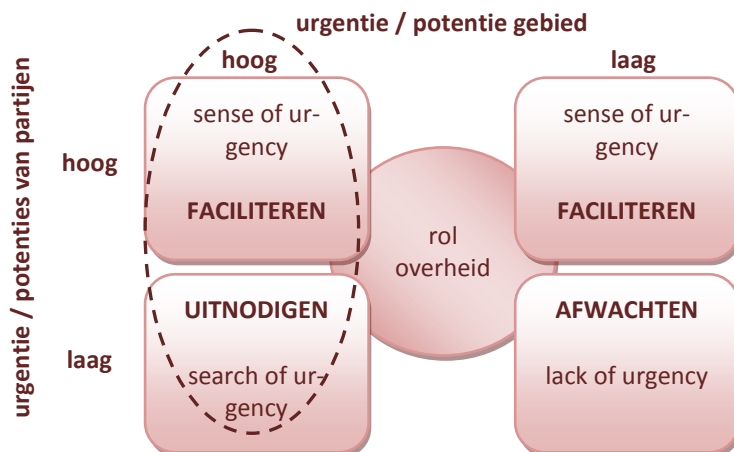 urgentie / potentie gebied
hoog
laag
urgentie / potenties van partijen
hoog
sense of ur-
gency
FACILITEREN
sense of ur-
gency
FACILITEREN
rol
overheid
laag
UITNODIGEN
search of ur-
gency
AFWACHTEN
lack of urgency